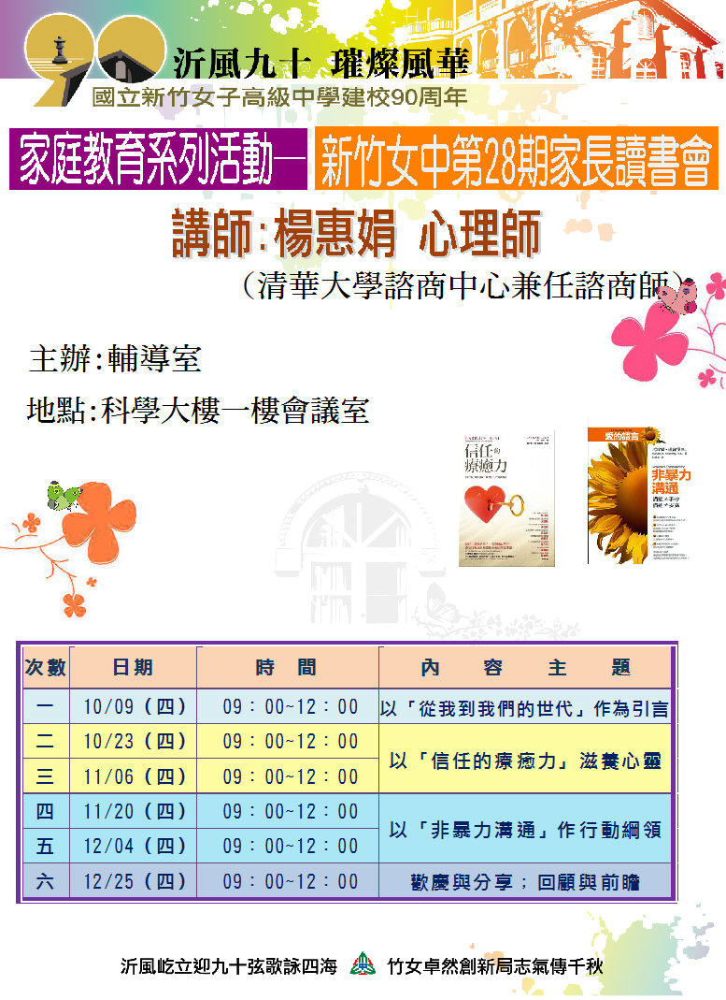 沂風九十 璀燦風華
國立新竹女子高級中學建校90周年
家庭教育系列活動— 新竹女中第28期家長讀書會
講師:楊惠娟 心理師
（清華大學諮商中心兼任諮商師）
主辦:輔導室
地點:科學大樓一樓會議室
信任的
療癒力
愛的語言
非暴力
溝通
次數 日期 時 間 內 容 主 題
一 10/09 (四) 09：00~12：00 以「從我到我們的世代」作為引言
二 10/23 (四) 09：00~12：00
以「信任的療癒力」滋養心靈
三 11/06 (四) 09：00~12：00
四 11/20 (四) 09：00~12：00
以「非暴力溝通」作行動綱領
五 12/04 (四) 09：00~12：00
六 12/25 (四) 09：00~12：00 歡慶與分享；回顧與前瞻
沂風屹立迎九十弦歌詠四海 竹女卓然創新局志氣傳千秋